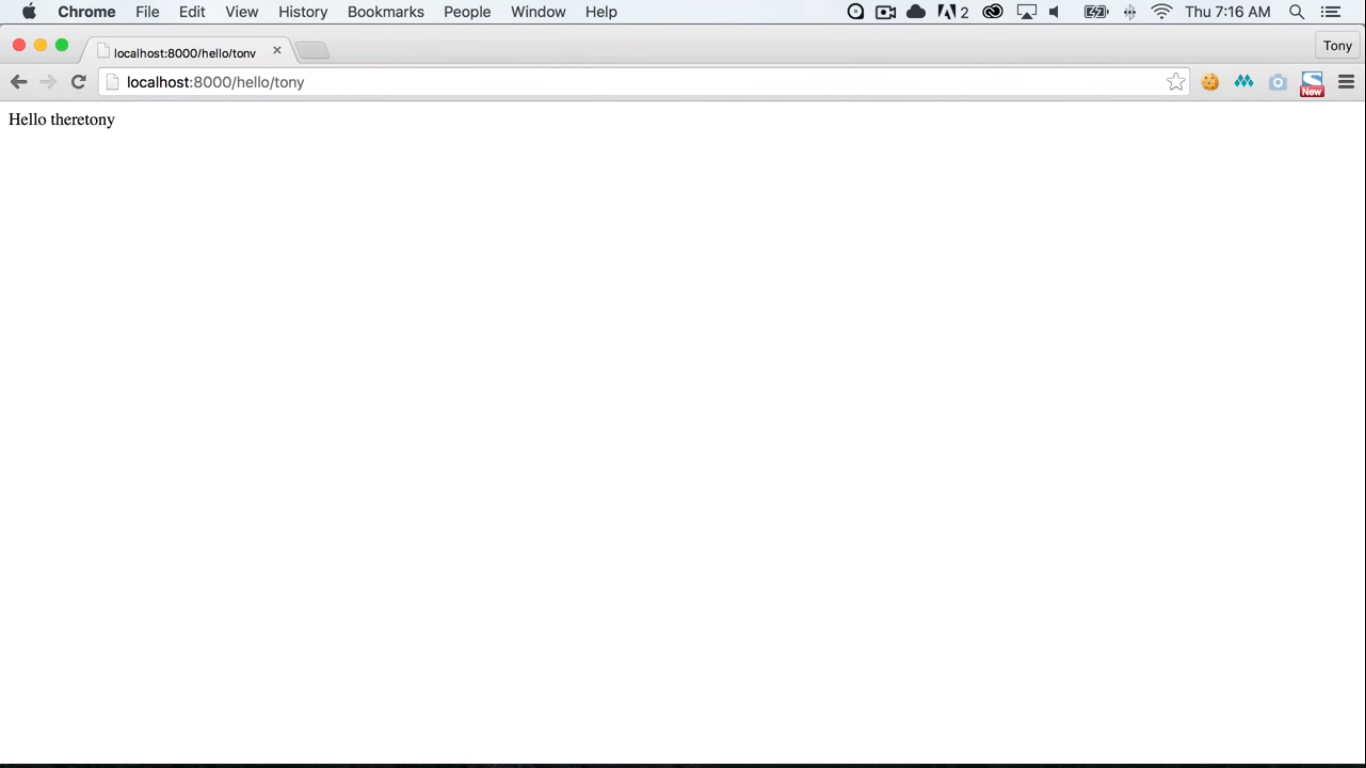 Chrome File Edit View History Bookmarks People Window Help 2 Thu 7:16 AM
localhost:8000/hello/tony Tony
localhost:8000/hello/tony
New
Hello theretony